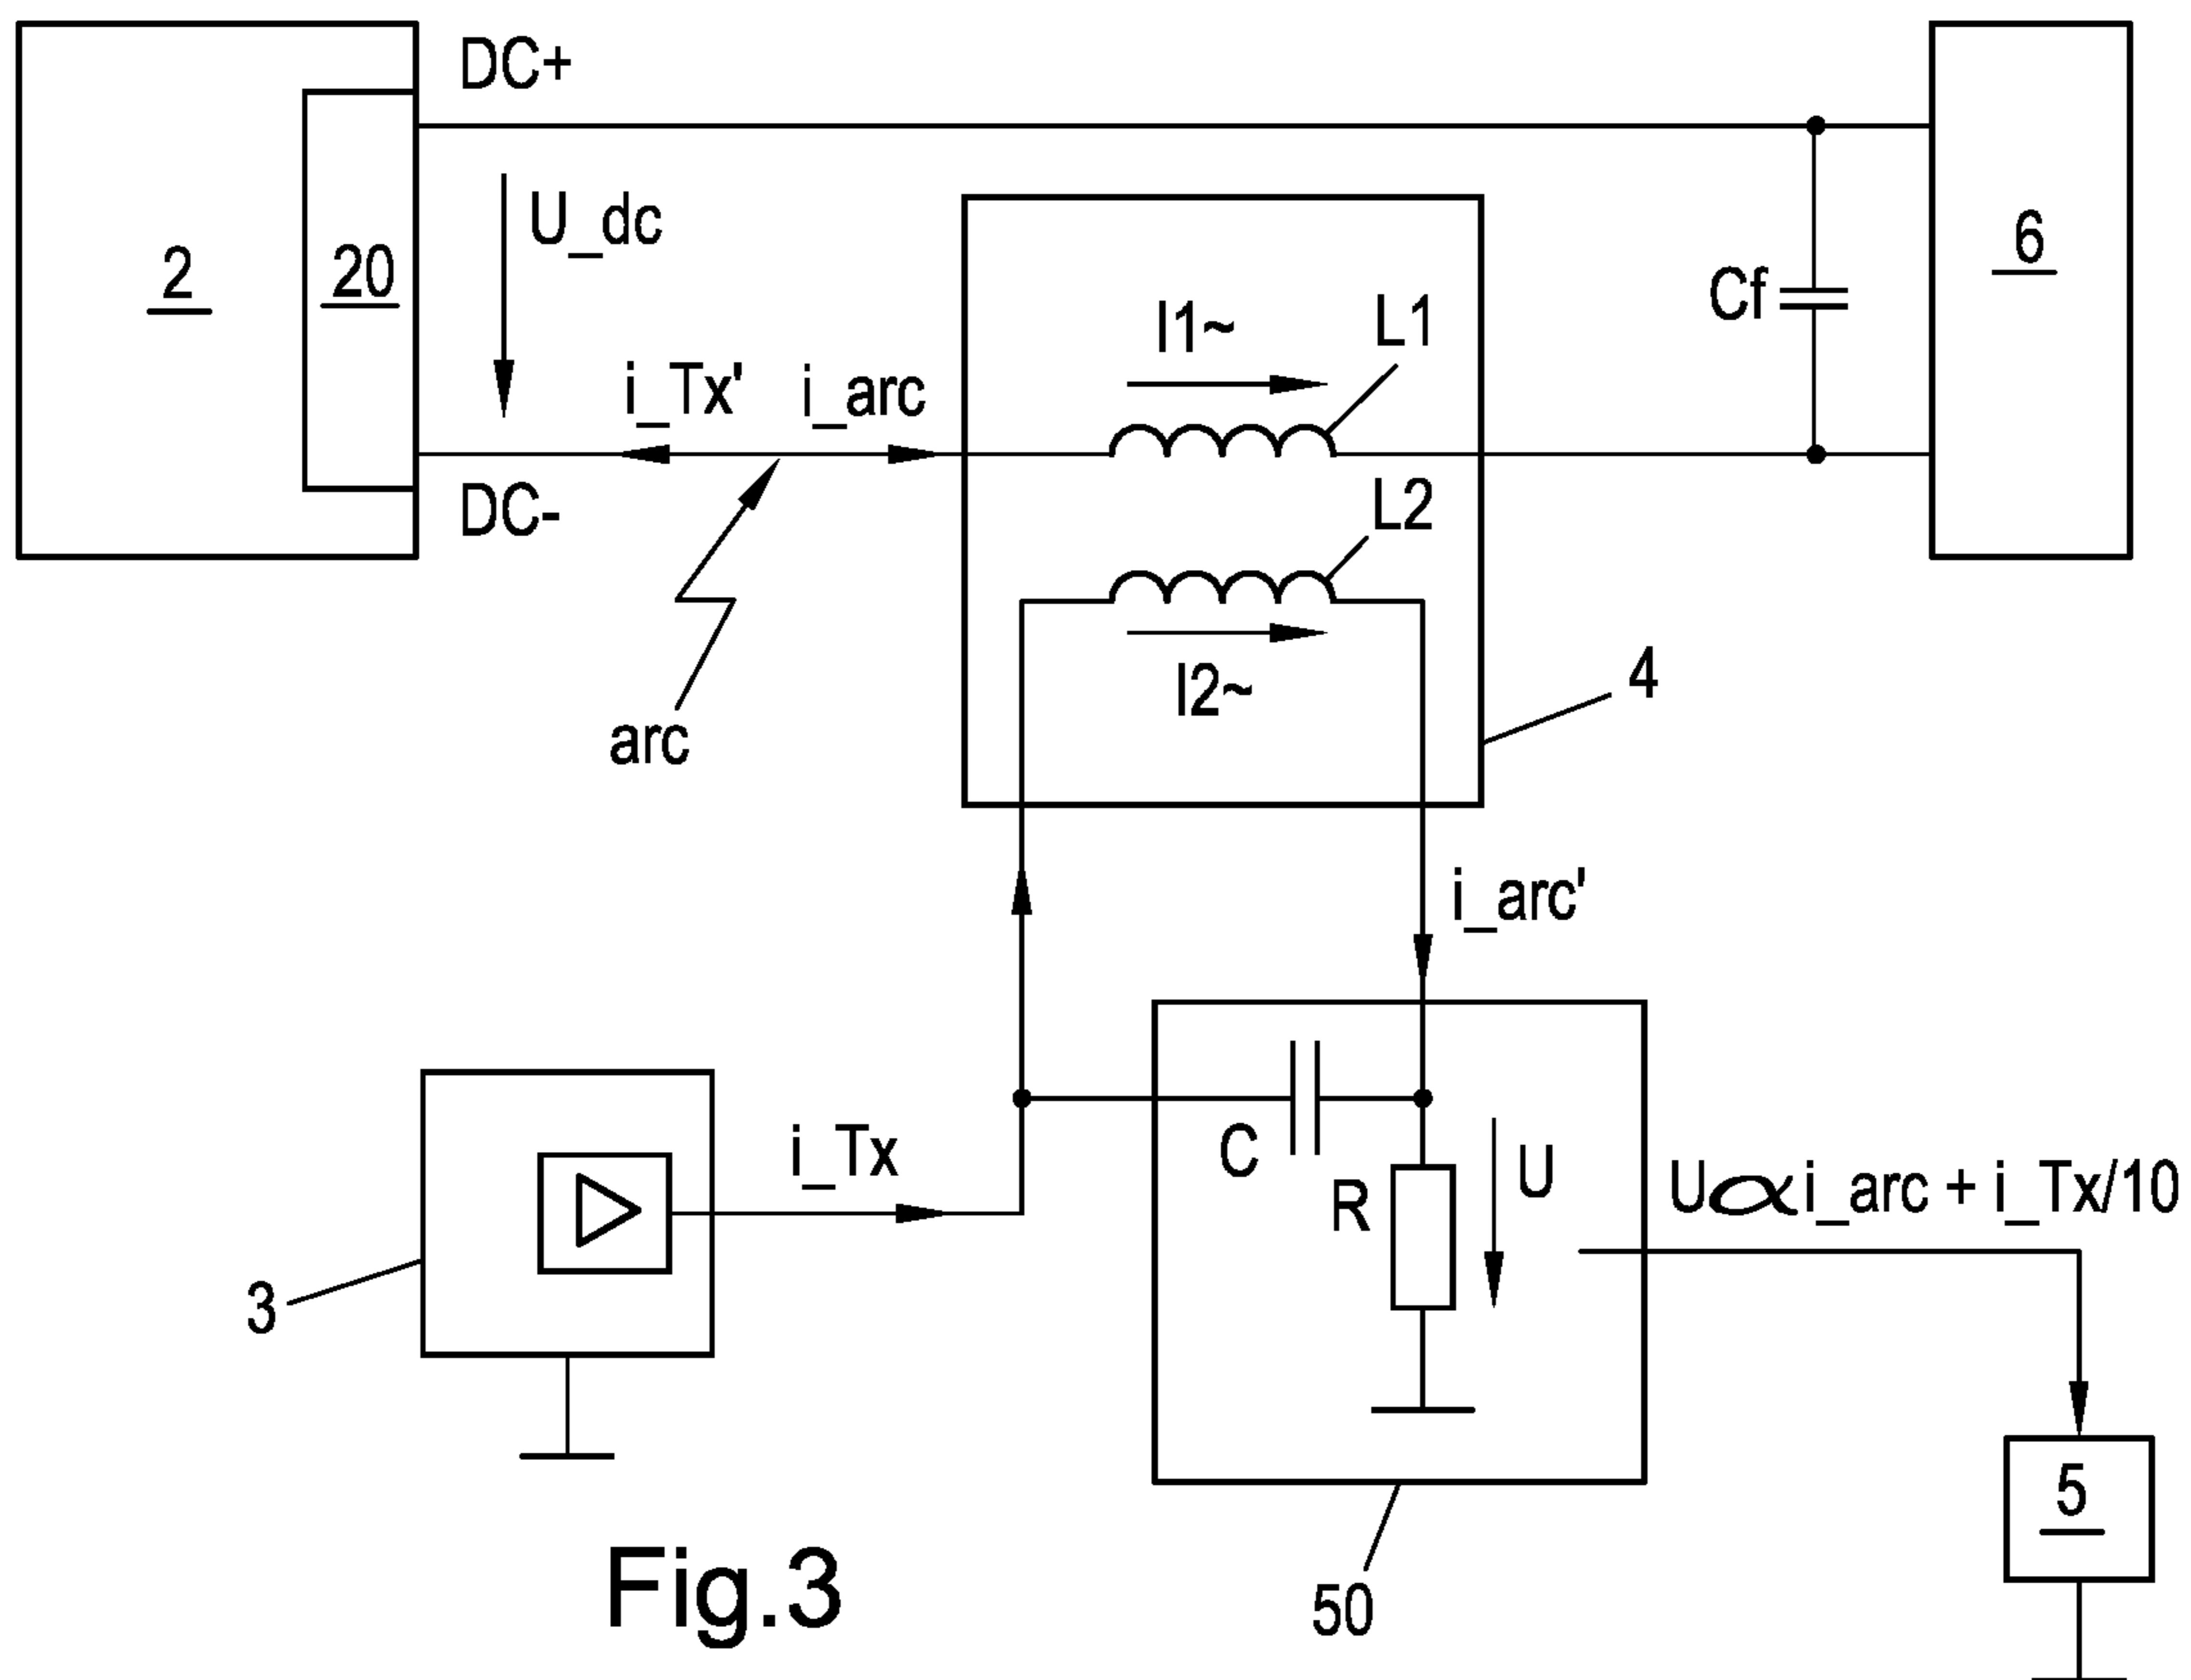 DC+
2
20
U_dc
6
Cf
I1~
L1
i_Tx'
i_arc
DC-
L2
I2~
4
arc
i_arc'
i_Tx
C
R
U
U∝i_arc + i_Tx/10
3
5
50
Fig.3